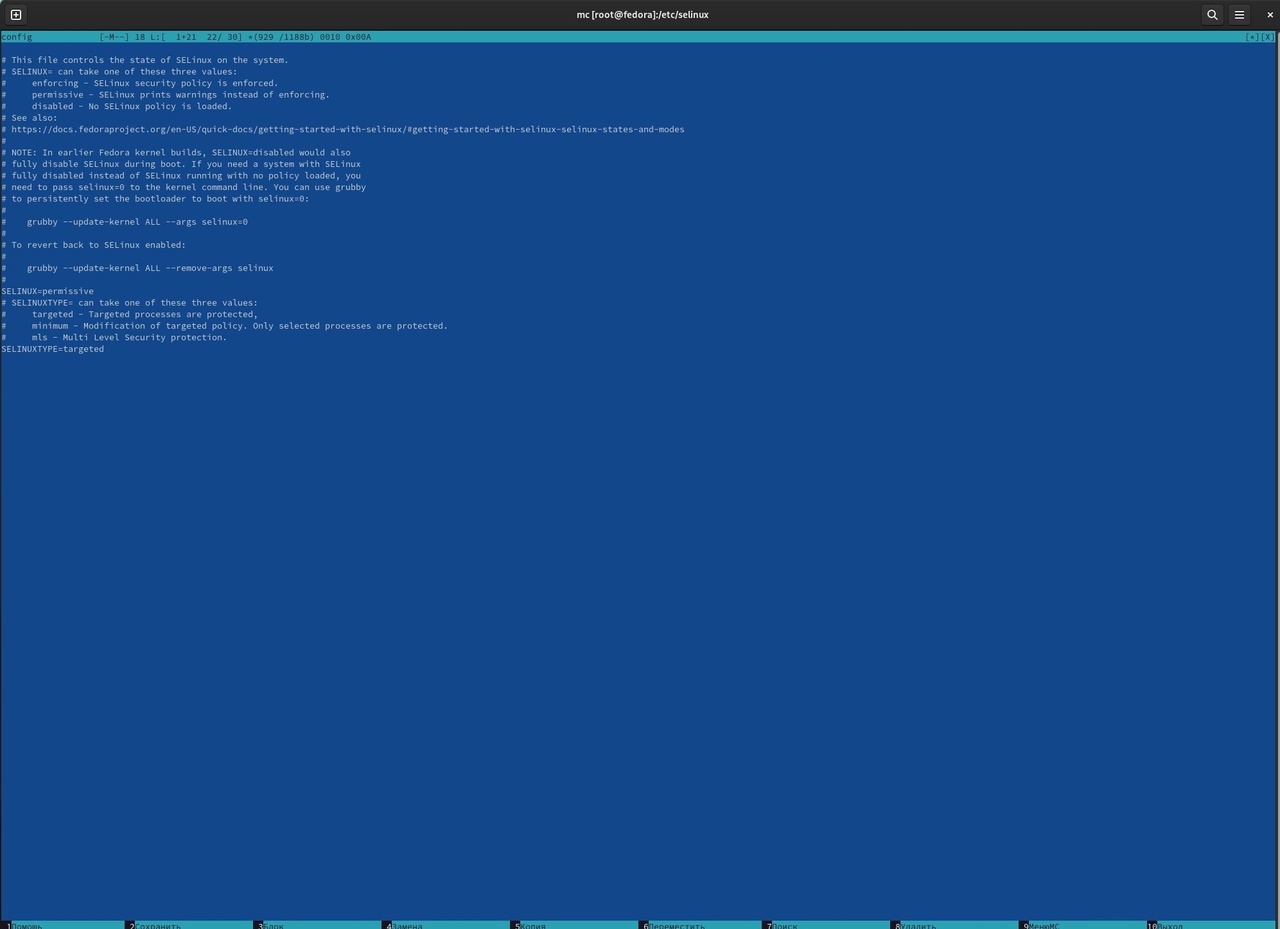 mc [root@fedora]:/etc/selinux
config [-M--] 18 L:[ 1+21 22/ 30] *(929 /1188b) 0010 0x00A [*][X]
# This file controls the state of SELinux on the system.
# SELINUX= can take one of these three values:
#     enforcing - SELinux security policy is enforced.
#     permissive - SELinux prints warnings instead of enforcing.
#     disabled - No SELinux policy is loaded.
# See also:
# https://docs.fedoraproject.org/en-US/quick-docs/getting-started-with-selinux/#getting-started-with-selinux-selinux-states-and-modes
#
# NOTE: In earlier Fedora kernel builds, SELINUX=disabled would also
# fully disable SELinux during boot. If you need a system with SELinux
# fully disabled instead of SELinux running with no policy loaded, you
# need to pass selinux=0 to the kernel command line. You can use grubby
# to persistently set the bootloader to boot with selinux=0:
#
#    grubby --update-kernel ALL --args selinux=0
#
# To revert back to SELinux enabled:
#
#    grubby --update-kernel ALL --remove-args selinux
#
SELINUX=permissive
# SELINUXTYPE= can take one of these three values:
#     targeted - Targeted processes are protected,
#     minimum - Modification of targeted policy. Only selected processes are protected.
#     mls - Multi Level Security protection.
SELINUXTYPE=targeted
1Помощь 2Сохранить 3Блок 4Замена 5Копия 6Переместить 7Поиск 8Удалить 9МенюMC 10Выход